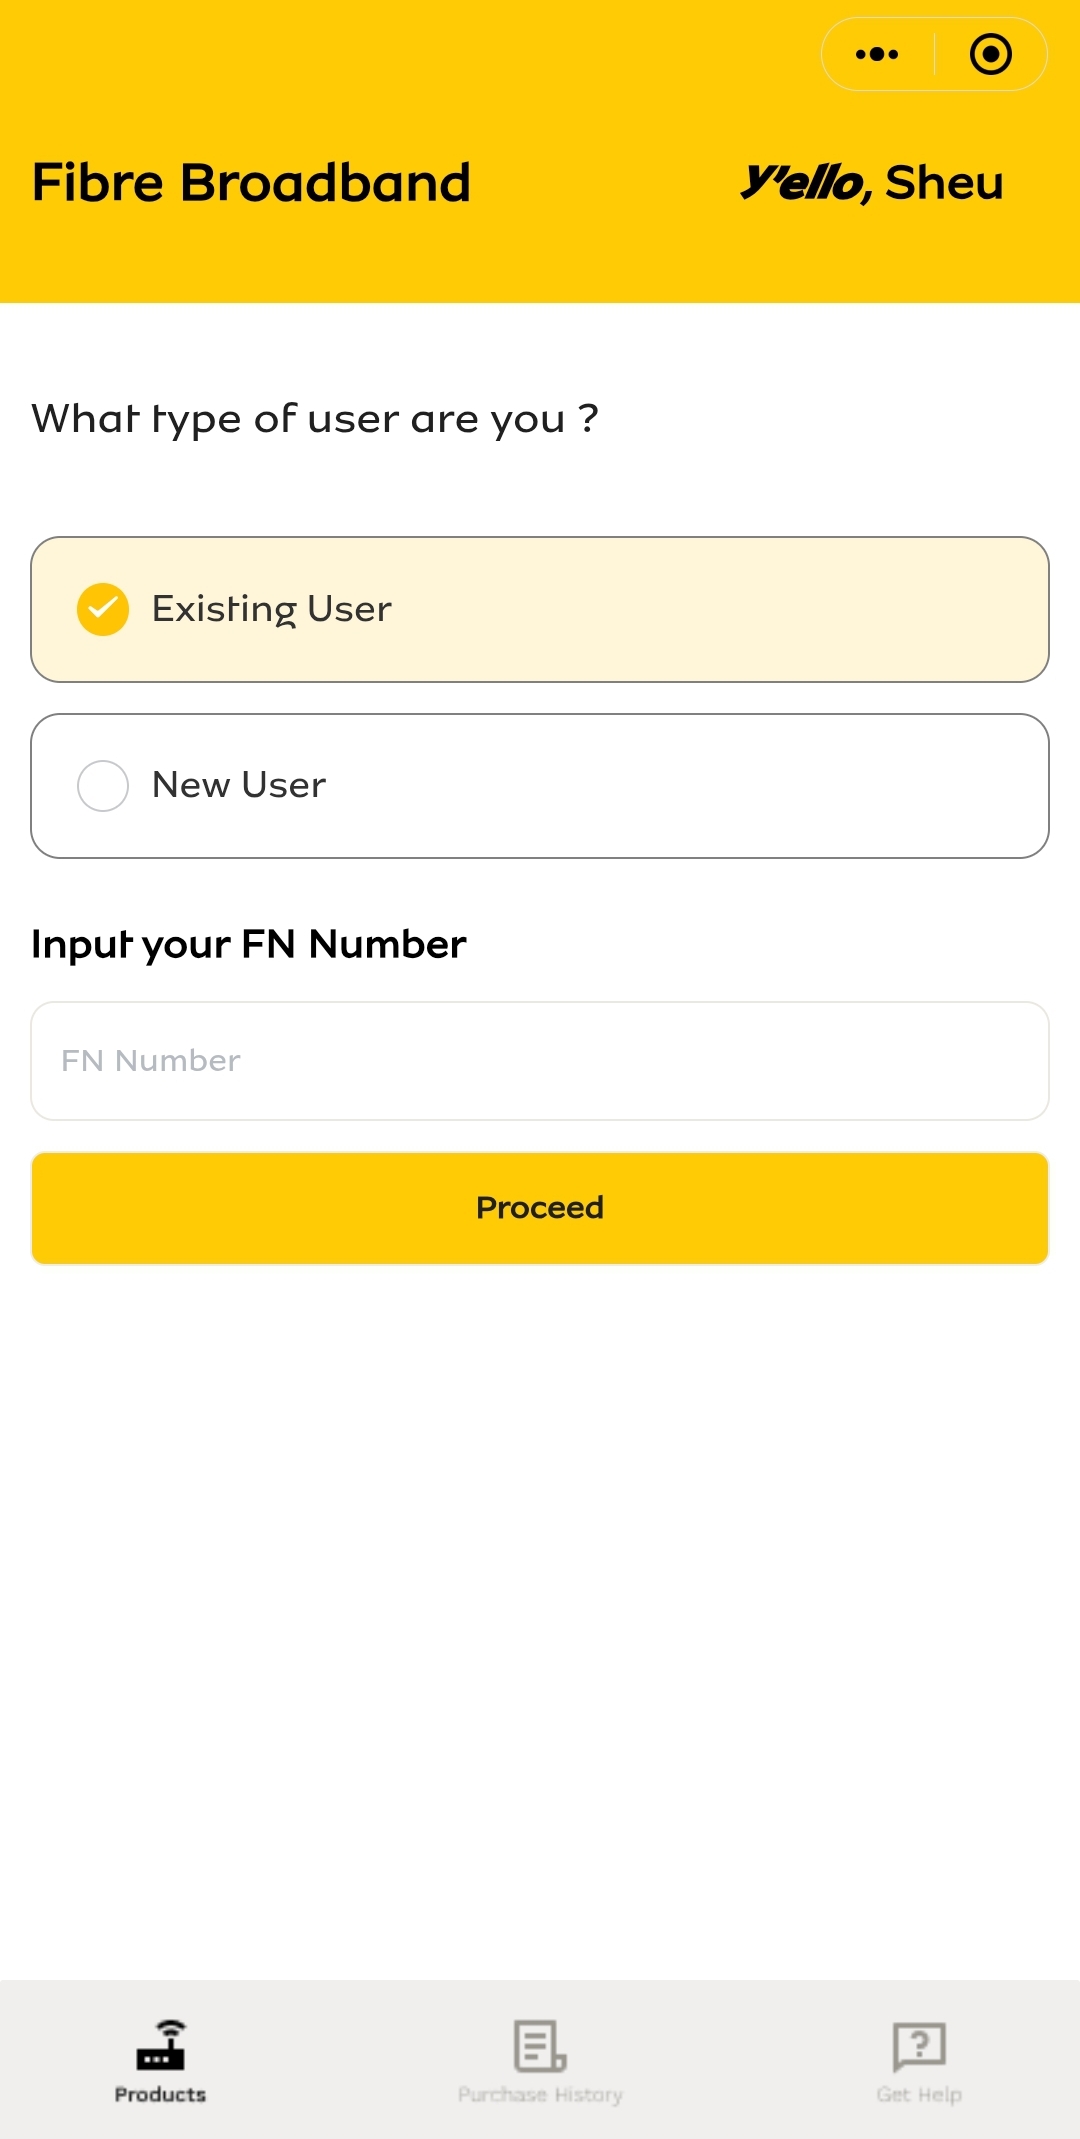 Fibre Broadband
Y'ello, Sheu
What type of user are you ?
Existing User
New User
Input your FN Number
FN Number
Proceed
Products
Purchase History
Get Help